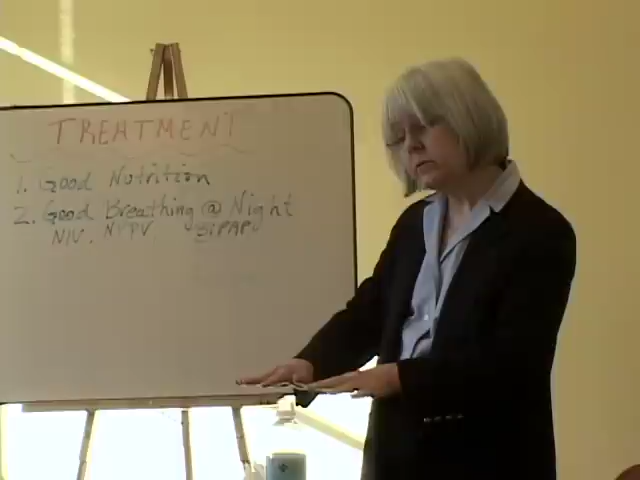 TREATMENT
1. Good Nutrition
2. Good Breathing @ Night
NIV, NPPV BiPAP